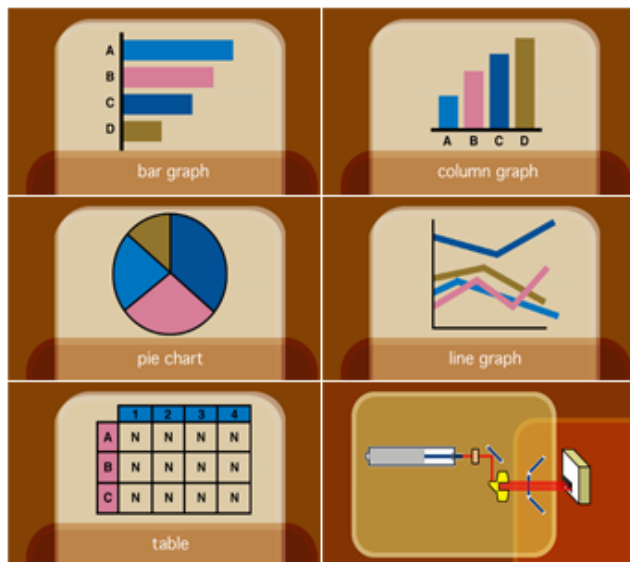 A
B
C
D
bar graph
A B C D
column graph
pie chart
line graph
1 2 3 4
A N N N N
B N N N N
C N N N N
table